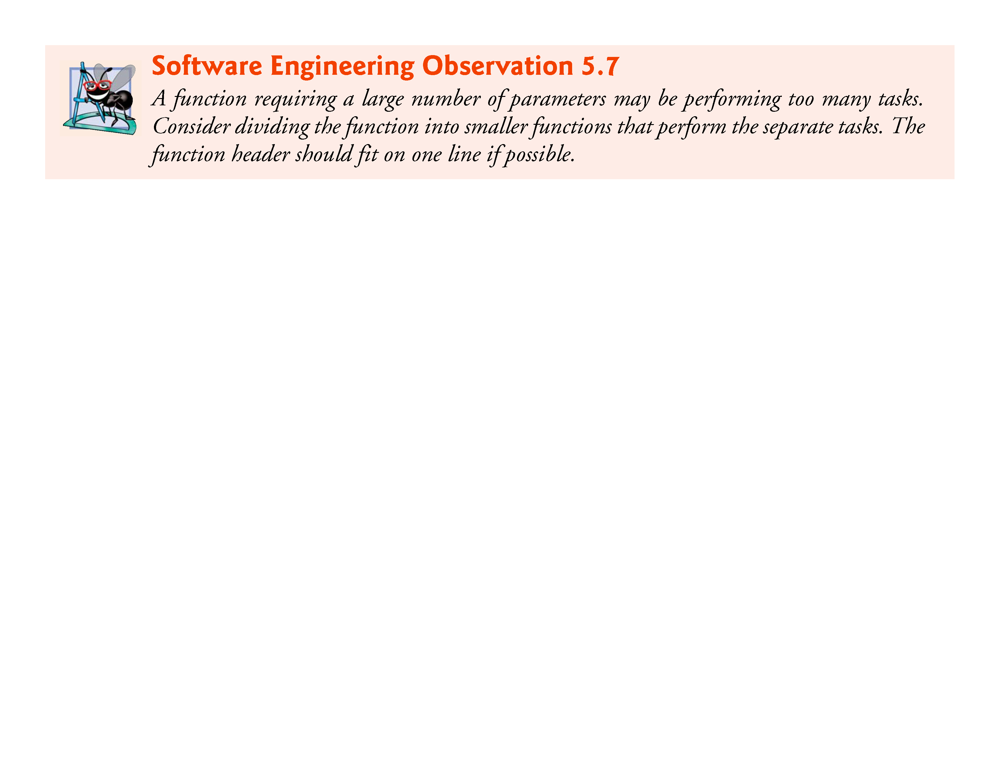 Software Engineering Observation 5.7
A function requiring a large number of parameters may be performing too many tasks.
Consider dividing the function into smaller functions that perform the separate tasks. The
function header should fit on one line if possible.